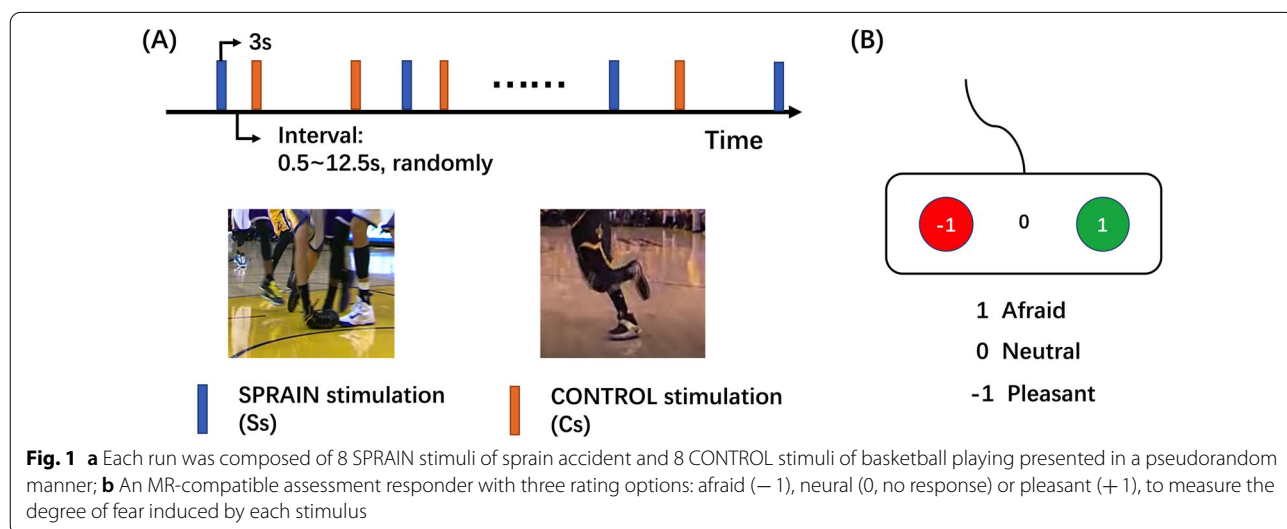 (A)
3s
......
Interval:
0.5~12.5s, randomly
Time
SPRAIN stimulation
(Ss)
CONTROL stimulation
(Cs)
(B)
-1 0 1
1 Afraid
0 Neutral
-1 Pleasant
Fig. 1 a Each run was composed of 8 SPRAIN stimuli of sprain accident and 8 CONTROL stimuli of basketball playing presented in a pseudorandom
manner; b An MR-compatible assessment responder with three rating options: afraid (− 1), neural (0, no response) or pleasant (+ 1), to measure the
degree of fear induced by each stimulus